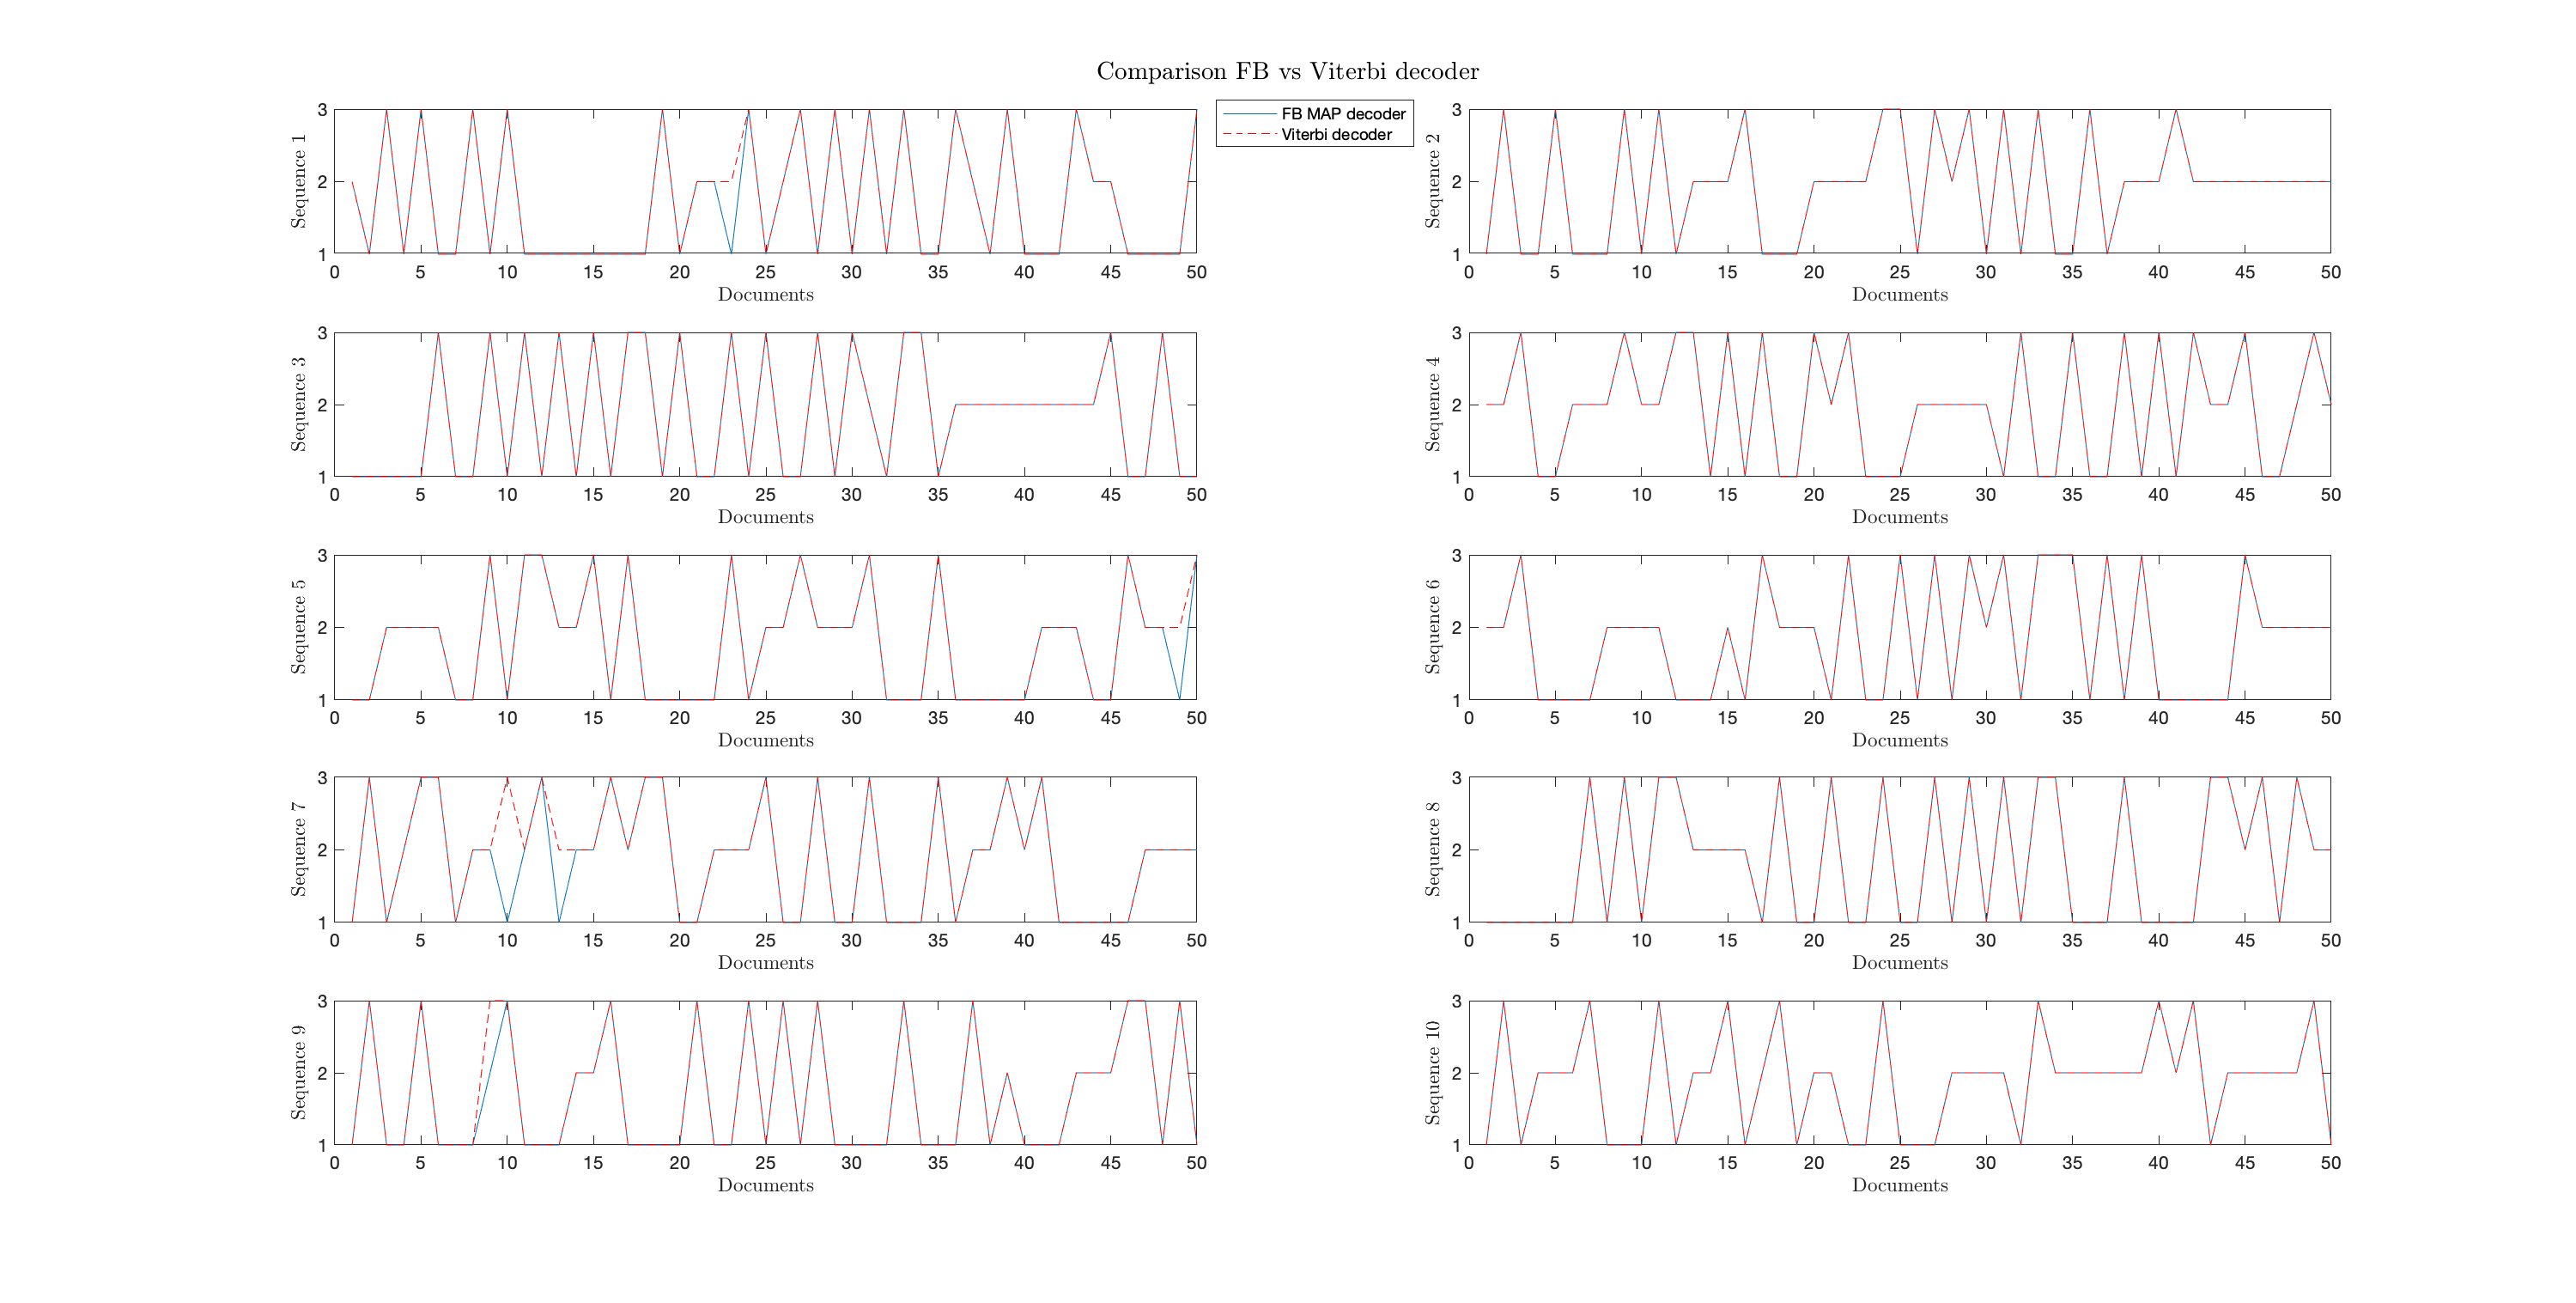 Comparison FB vs Viterbi decoder
FB MAP decoder
Viterbi decoder
Sequence 1
3
2
1
0 5 10 15 20 25 30 35 40 45 50
Documents
Sequence 2
3
2
1
0 5 10 15 20 25 30 35 40 45 50
Documents
Sequence 3
3
2
1
0 5 10 15 20 25 30 35 40 45 50
Documents
Sequence 4
3
2
1
0 5 10 15 20 25 30 35 40 45 50
Documents
Sequence 5
3
2
1
0 5 10 15 20 25 30 35 40 45 50
Documents
Sequence 6
3
2
1
0 5 10 15 20 25 30 35 40 45 50
Documents
Sequence 7
3
2
1
0 5 10 15 20 25 30 35 40 45 50
Documents
Sequence 8
3
2
1
0 5 10 15 20 25 30 35 40 45 50
Documents
Sequence 9
3
2
1
0 5 10 15 20 25 30 35 40 45 50
Documents
Sequence 10
3
2
1
0 5 10 15 20 25 30 35 40 45 50
Documents